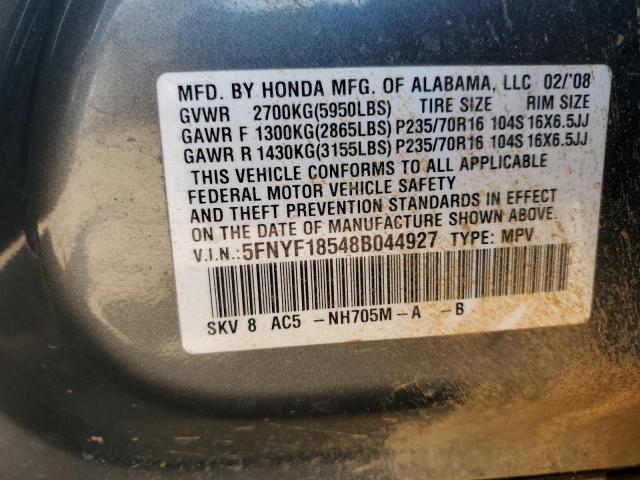 MFD. BY HONDA MFG. OF ALABAMA, LLC 02/'08
GVWR 2700KG(5950LBS) TIRE SIZE RIM SIZE
GAWR F 1300KG(2865LBS) P235/70R16 104S 16X6.5JJ
GAWR R 1430KG(3155LBS) P235/70R16 104S 16X6.5JJ
THIS VEHICLE CONFORMS TO ALL APPLICABLE
FEDERAL MOTOR VEHICLE SAFETY
AND THEFT PREVENTION STANDARDS IN EFFECT
ON THE DATE OF MANUFACTURE SHOWN ABOVE.
V.I.N.: 5FNYF18548B044927 TYPE: MPV
SKV 8 AC5 -NH705M-A -B